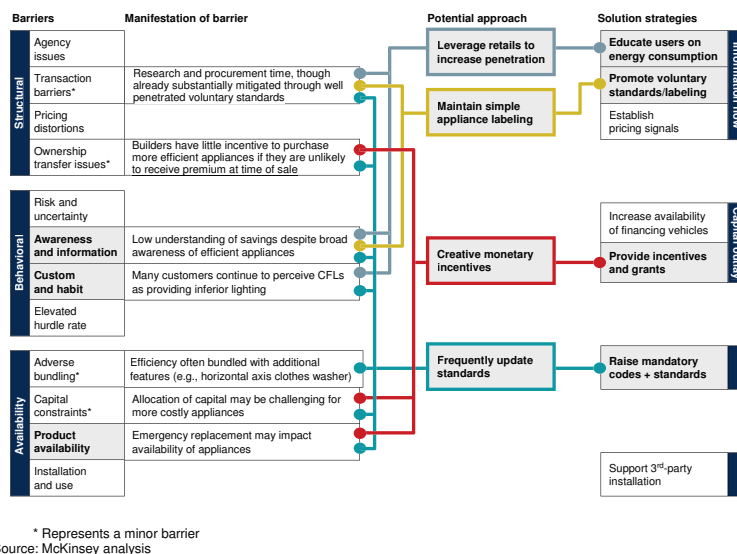 Barriers
Manifestation of barrier
Potential approach
Solution strategies
Structural
Agency
issues
Transaction
barriers*
Research and procurement time, though
already substantially mitigated through well
penetrated voluntary standards
Pricing
distortions
Ownership
transfer issues*
Builders have little incentive to purchase
more efficient appliances if they are unlikely
to receive premium at time of sale
Behavioral
Risk and
uncertainty
Awareness
and information
Low understanding of savings despite broad
awareness of efficient appliances
Custom
and habit
Many customers continue to perceive CFLs
as providing inferior lighting
Elevated
hurdle rate
Availability
Adverse
bundling*
Efficiency often bundled with additional
features (e.g., horizontal axis clothes washer)
Capital
constraints*
Allocation of capital may be challenging for
more costly appliances
Product
availability
Emergency replacement may impact
availability of appliances
Installation
and use
Leverage retails to
increase penetration
Maintain simple
appliance labeling
Creative monetary
incentives
Frequently update
standards
Educate users on
energy consumption
Promote voluntary
standards/labeling
Establish
pricing signals
Increase availability
of financing vehicles
Provide incentives
and grants
Raise mandatory
codes + standards
Support 3rd-party
installation
* Represents a minor barrier
Source: McKinsey analysis